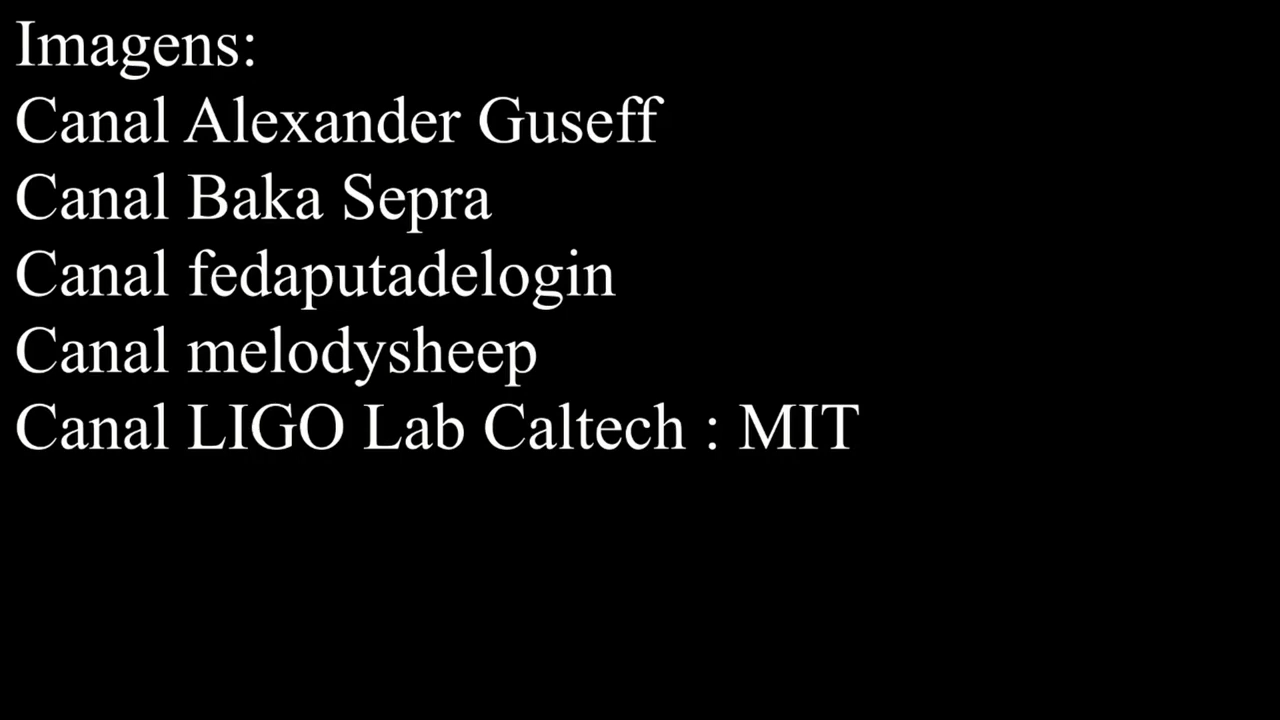 Imagens:
Canal Alexander Guseff
Canal Baka Sepra
Canal fedaputadelogin
Canal melodysheep
Canal LIGO Lab Caltech : MIT